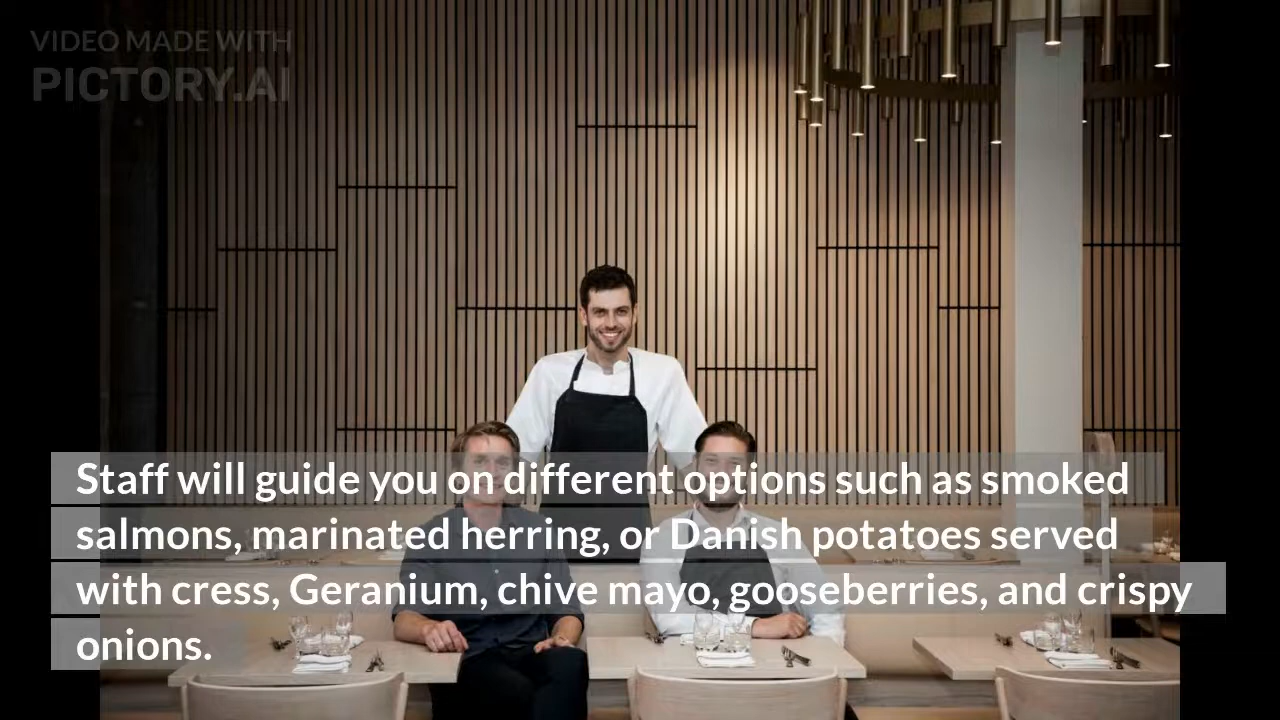 VIDEO MADE WITH
PICTORY.AI
Staff will guide you on different options such as smoked
salmons, marinated herring, or Danish potatoes served
with cress, Geranium, chive mayo, gooseberries, and crispy
onions.